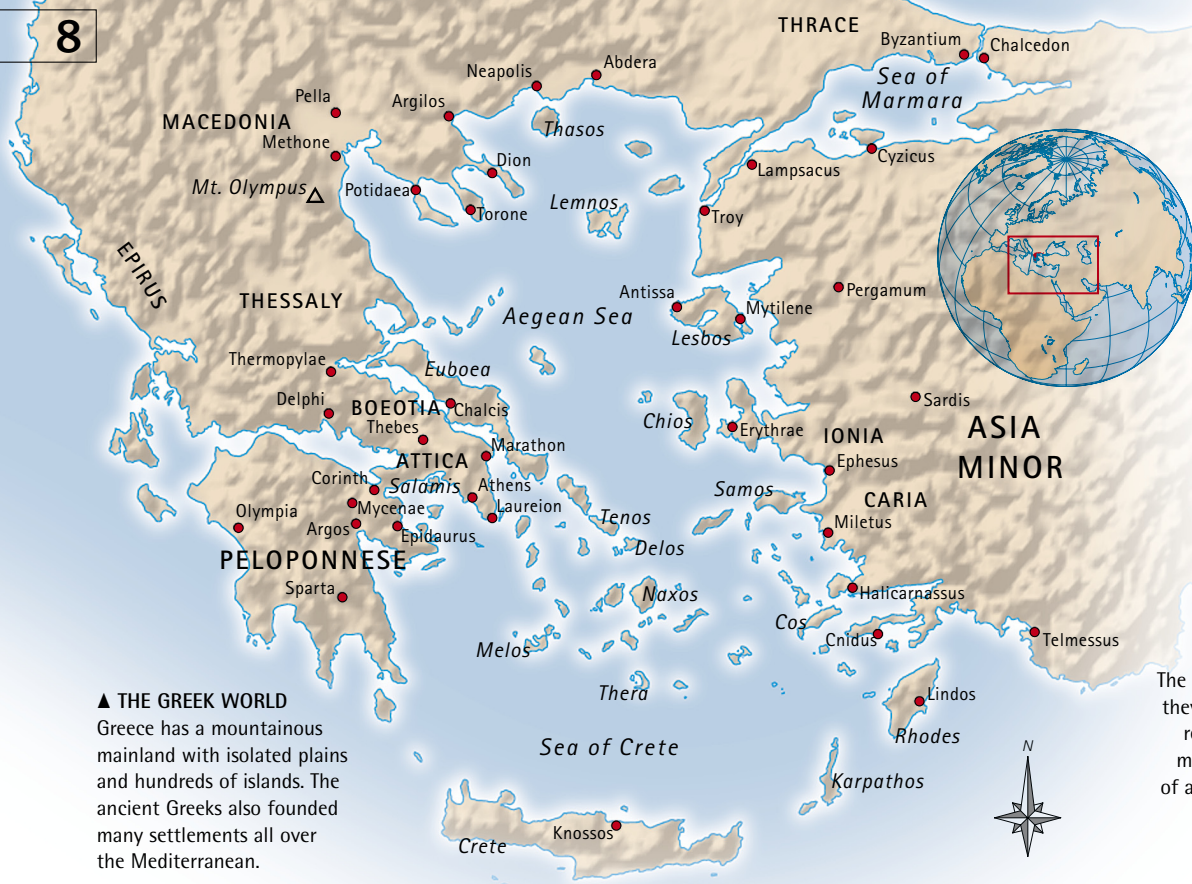 8
THRACE
Byzantium
Chalcedon
Sea of
Marmara
Abdera
Neapolis
Pella
Argilos
MACEDONIA
Thasos
Methone
Dion
Cyzicus
Lampsacus
Mt. Olympus
Potidaea
Lemnos
Torone
Troy
EPIRUS
THESSALY
Antissa
Pergamum
Mytilene
Aegean Sea
Lesbos
Thermopylae
Euboea
Delphi
BOEOTIA
Chalcis
Sardis
Thebes
Chios
Erythrae
IONIA
ASIA
MINOR
Marathon
ATTICA
Ephesus
Corinth
Salamis
Athens
Samos
CARIA
Mycenae
Laureion
Olympia
Argos
Epidaurus
Tenos
Miletus
Delos
PELOPONNESE
Sparta
Naxos
Halicarnassus
Cos
Cnidus
Telmessus
Melos
Thera
Lindos
Rhodes
▲ THE GREEK WORLD
Greece has a mountainous
mainland with isolated plains
and hundreds of islands. The
ancient Greeks also founded
many settlements all over
the Mediterranean.
Sea of Crete
Karpathos
N
Knossos
Crete
The
they
re
m
of a